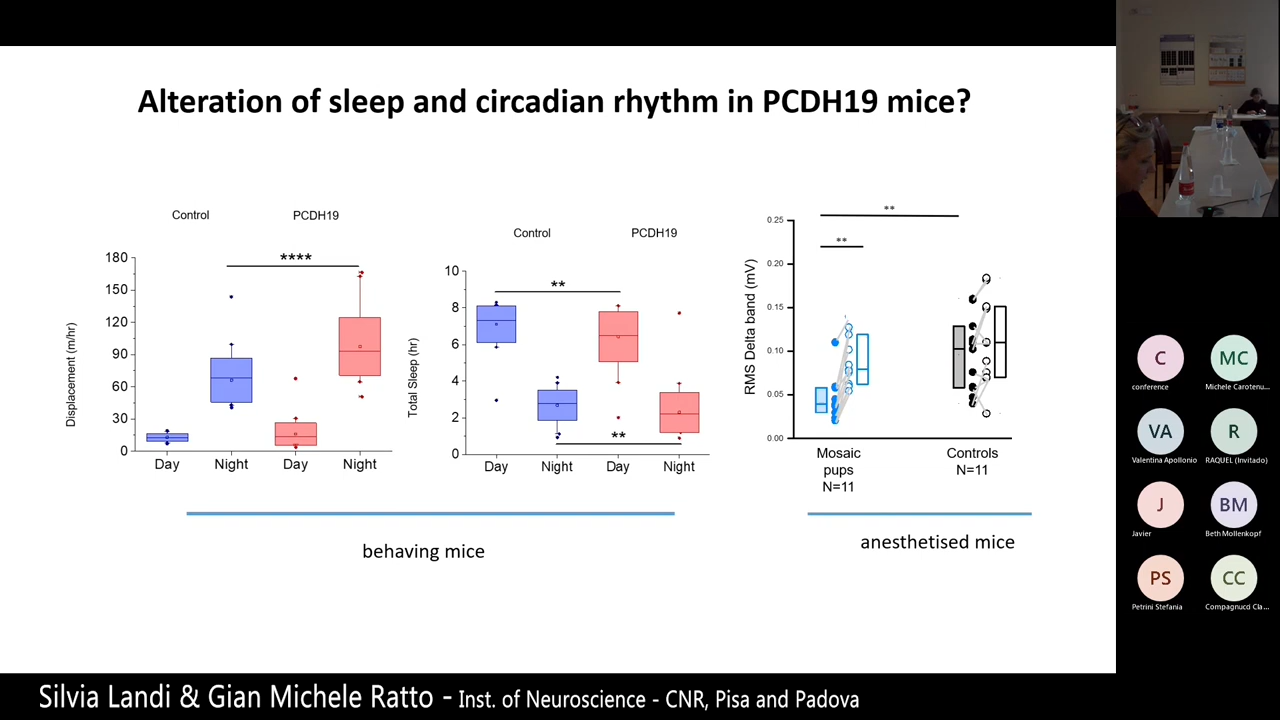 Alteration of sleep and circadian rhythm in PCDH19 mice?
Control
PCDH19
****
180
150
120
90
60
30
0
Displacement (m/hr)
Day
Night
Day
Night
Control
PCDH19
**
10
8
6
4
2
0
Total Sleep (hr)
**
Day
Night
Day
Night
**
**
0.25
0.20
0.15
0.10
0.05
0.00
RMS Delta band (mV)
Mosaic
pups
N=11
Controls
N=11
behaving mice
anesthetised mice
Silvia Landi & Gian Michele Ratto - Inst. of Neuroscience - CNR, Pisa and Padova
C
conference
MC
Michele Caroteru...
VA
Valentina Apollonio
R
RAQUEL (Invitado)
J
Javier
BM
Beth Mollenkopf
PS
Petrini Stefania
CC
Compagnucci Cla...